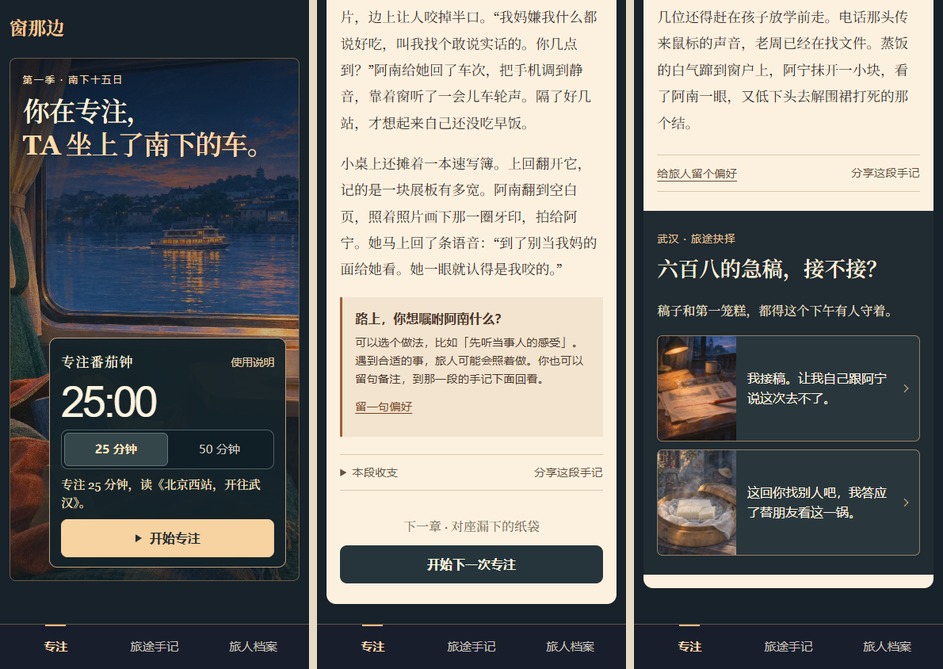 窗那边
第一季 · 南下十五日
你在专注，
TA 坐上了南下的车。
专注番茄钟
使用说明
25:00
25 分钟
50 分钟
专注 25 分钟，读《北京西站，开往武
汉》。
开始专注
专注
旅途手记
旅人档案
片，边上让人咬掉半口。“我妈嫌我什么都
说好吃，叫我找个敢说实话的。你几点
到？”阿南给她回了车次，把手机调到静
音，靠着窗听了一会儿车轮声。隔了好几
站，才想起来自己还没吃早饭。
小桌上还摊着一本速写簿。上回翻开它，
记的是一块展板有多宽。阿南翻到空白
页，照着照片画下那一圈牙印，拍给阿
宁。她马上回了条语音：“到了别当我妈的
面给她看。她一眼就认得是我咬的。”
路上，你想嘱咐阿南什么？
可以选个做法，比如「先听当事人的感受」。
遇到合适的事，旅人可能会照着做。你也可以
留句备注，到那一段的手记下面回看。
留一句偏好
本段收支
分享这段手记
下一章 · 对座漏下的纸袋
开始下一次专注
专注
旅途手记
旅人档案
几位还得赶在孩子放学前走。电话那头传
来鼠标的声音，老周已经在找文件。蒸饭
的白气蹿到窗户上，阿宁抹开一小块，看
了阿南一眼，又低下头去解围裙打死的那
个结。
给旅人留个偏好
分享这段手记
武汉 · 旅途抉择
六百八的急稿，接不接？
稿子和第一笼糕，都得这个下午有人守着。
我接稿。让我自己跟阿宁
说这次去不了。
这回你找别人吧，我答应
了替朋友看这一锅。
专注
旅途手记
旅人档案